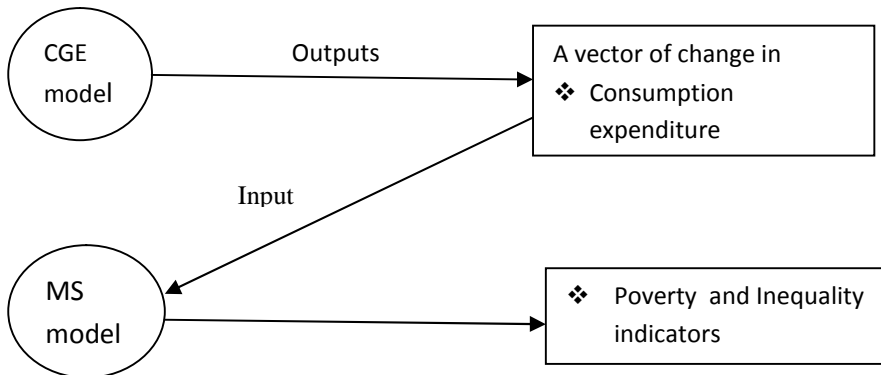 CGE
model
Outputs
A vector of change in
❖ Consumption
expenditure
Input
MS
model
❖ Poverty and Inequality
indicators